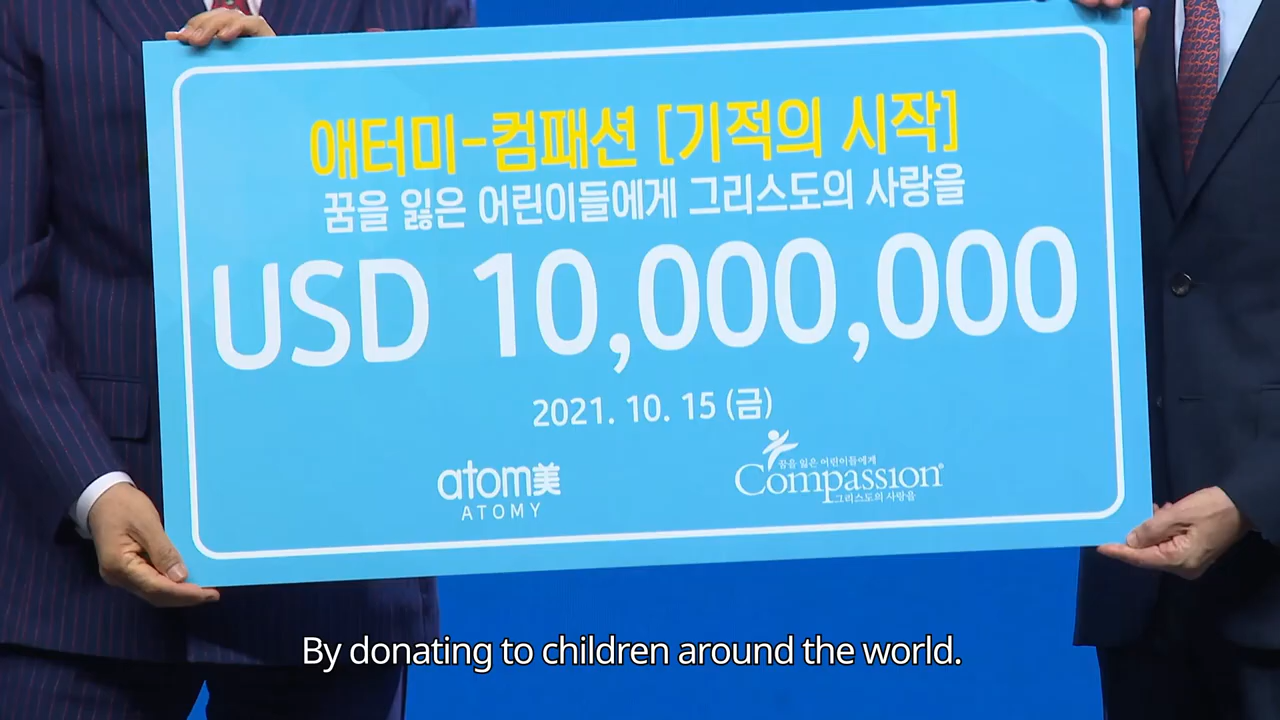 애터미-컴패션 [기적의 시작]
꿈을 잃은 어린이들에게 그리스도의 사랑을
USD 10,000,000
2021. 10. 15 (금)
atom美
ATOMY
꿈을 잃은 어린이들에게
Compassion®
그리스도의 사랑을
By donating to children around the world.